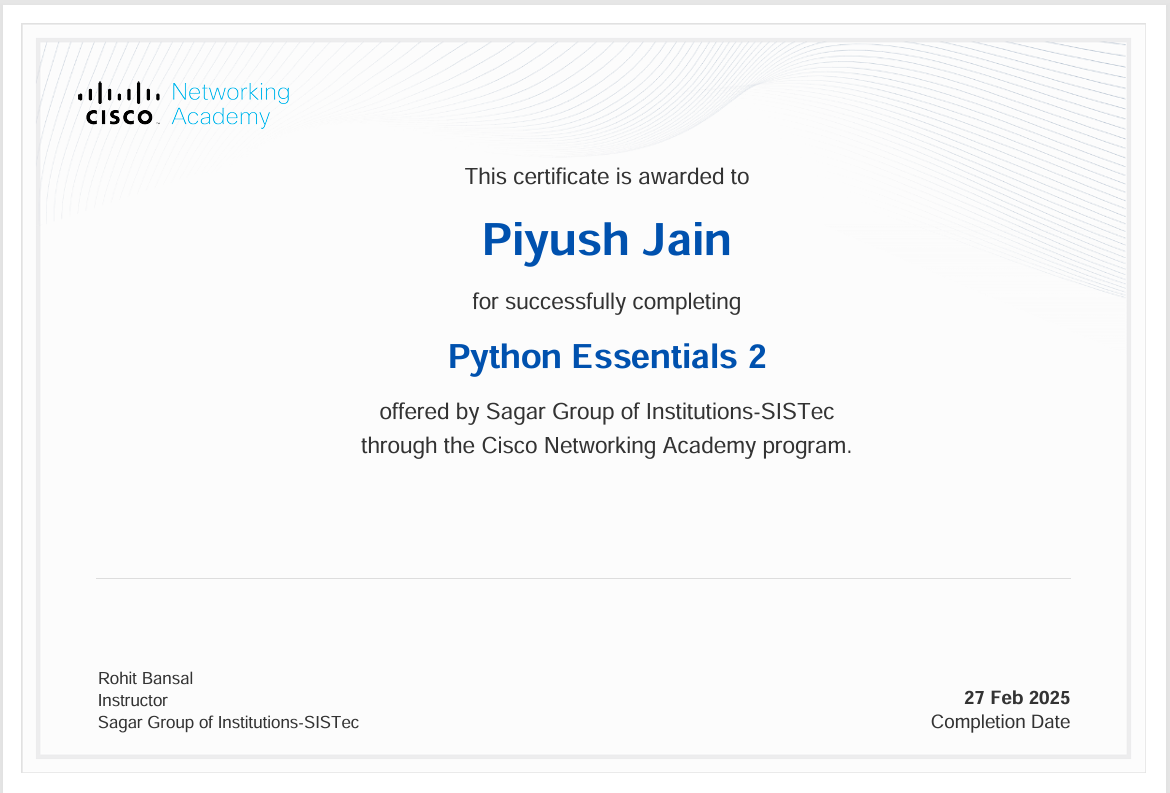 CISCO
Networking
Academy
This certificate is awarded to
Piyush Jain
for successfully completing
Python Essentials 2
offered by Sagar Group of Institutions-SISTec
through the Cisco Networking Academy program.
Rohit Bansal
Instructor
Sagar Group of Institutions-SISTec
27 Feb 2025
Completion Date